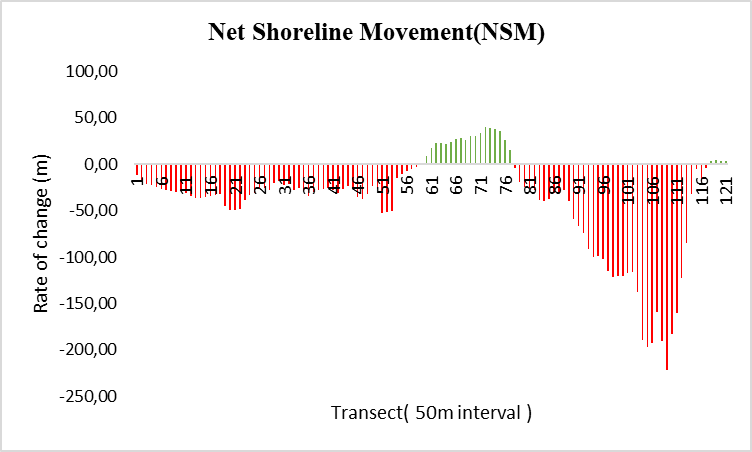 Net Shoreline Movement(NSM)
100,00
50,00
0,00
-50,00
-100,00
-150,00
-200,00
-250,00
Rate of change (m)
1 6 11 16 21 26 31 36 41 46 51 56 61 66 71 76 81 86 91 96 101 106 111 116 121
Transect( 50m interval )